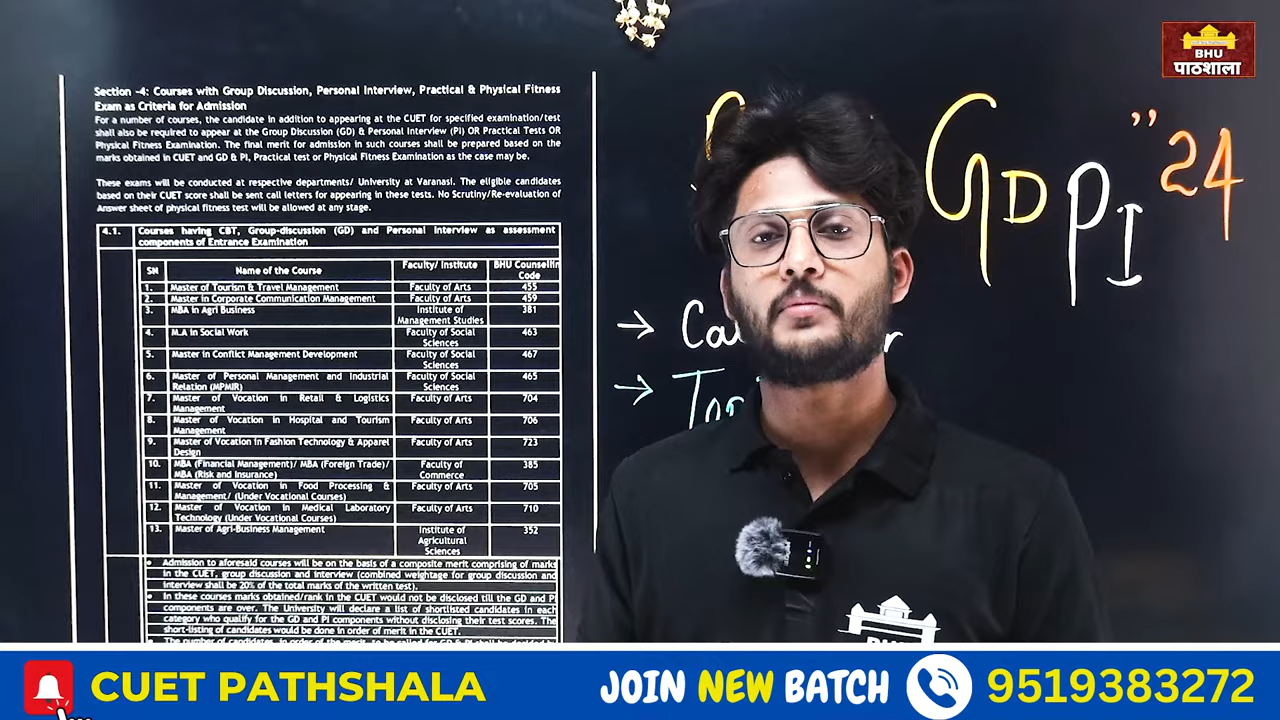 BHU
पाठशाला
Section -4: Courses with Group Discussion, Personal Interview, Practical & Physical Fitness
Exam as Criteria for Admission
For a number of courses, the candidate in addition to appearing at the CUET for specified examination/test
shall also be required to appear at the Group Discussion (GD) & Personal Interview (PI) OR Practical Tests OR
Physical Fitness Examination. The final merit for admission in such courses shall be prepared based on the
marks obtained in CUET and GD & PI, Practical test or Physical Fitness Examination as the case may be.
These exams will be conducted at respective departments/ University at Varanasi. The eligible candidates
based on their CUET score shall be sent call letters for appearing in these tests. No Scrutiny/Re-evaluation of
Answer sheet of physical fitness test will be allowed at any stage.
4.1. Courses having CBT, Group-discussion (GD) and Personal Interview as assessment
components of Entrance Examination
SN Name of the Course Faculty/ Institute BHU Counsellin
Code
1. Master of Tourism & Travel Management Faculty of Arts 455
2. Master in Corporate Communication Management Faculty of Arts 459
3. MBA in Agri Business Institute of 381
Management Studies
4. M.A in Social Work Faculty of Social 463
Sciences
5. Master in Conflict Management Development Faculty of Social 467
Sciences
6. Master of Personal Management and Industrial Faculty of Social 465
Relation (MPMIR) Sciences
7. Master of Vocation in Retail & Logistics Faculty of Arts 704
Management
8. Master of Vocation in Hospital and Tourism Faculty of Arts 706
Management
9. Master of Vocation in Fashion Technology & Apparel Faculty of Arts 723
Design
10. MBA (Financial Management)/ MBA (Foreign Trade)/ Faculty of 385
MBA (Risk and Insurance) Commerce
11. Master of Vocation in Food Processing & Faculty of Arts 705
Management/ (Under Vocational Courses)
12. Master of Vocation in Medical Laboratory Faculty of Arts 710
Technology (Under Vocational Courses)
13. Master of Agri-Business Management Institute of 352
Agricultural
Sciences
• Admission to aforesaid courses will be on the basis of a composite merit comprising of marks
in the CUET, group discussion and interview (combined weightage for group discussion and
interview shall be 20% of the total marks of the written test).
• In these courses marks obtained/rank in the CUET would not be disclosed till the GD and PI
components are over. The University will declare a list of shortlisted candidates in each
category who qualify for the GD and PI components without disclosing their test scores. The
short-listing of candidates would be done in order of merit in the CUET.
GD PI "24
BHU
CUET PATHSHALA JOIN NEW BATCH 9519383272